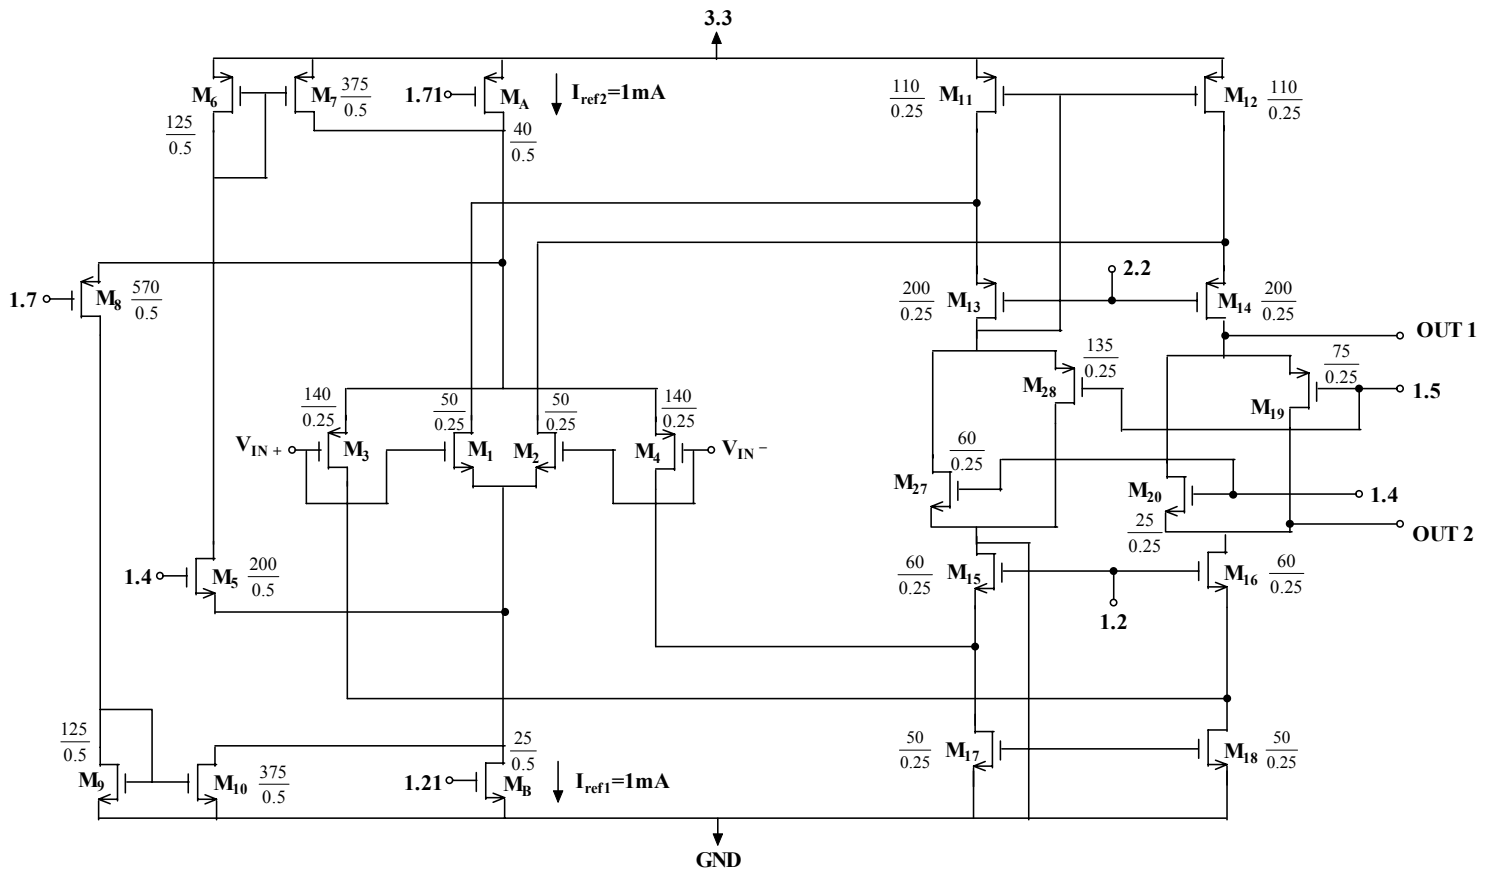 3.3
M6
125
0.5
M7
375
0.5
1.71
MA
Iref2=1mA
40
0.5
110
0.25
M11
M12
110
0.25
1.7
M8
570
0.5
200
0.25
M13
2.2
M14
200
0.25
OUT 1
135
0.25
M28
75
0.25
M19
1.5
VIN +
140
0.25
M3
50
0.25
M1
50
0.25
M2
140
0.25
M4
VIN −
60
0.25
M27
M20
25
0.25
1.4
OUT 2
1.4
M5
200
0.5
60
0.25
M15
1.2
M16
60
0.25
125
0.5
M9
M10
375
0.5
1.21
25
0.5
MB
Iref1=1mA
50
0.25
M17
M18
50
0.25
GND